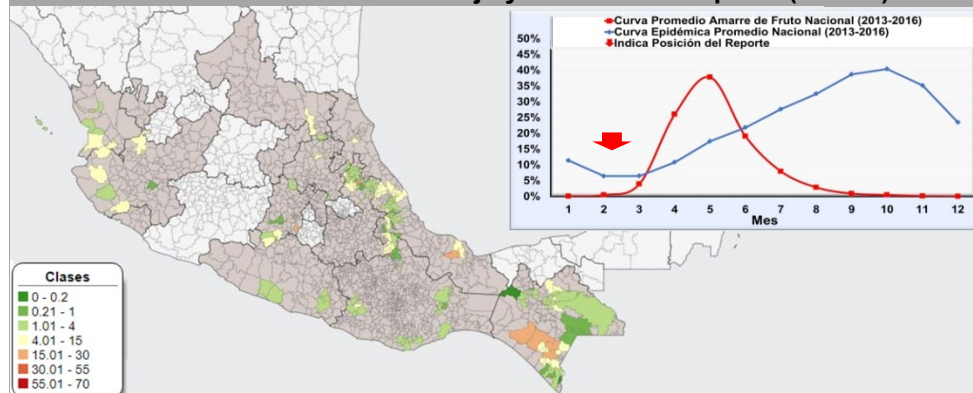 Curva Promedio Amarre de Fruto Nacional (2013-2016)
Curva Epidémica Promedio Nacional (2013-2016)
Indica Posición del Reporte
50%
45%
40%
35%
30%
25%
20%
15%
10%
5%
0%
1 2 3 4 5 6 7 8 9 10 11 12
Mes
Clases
0 - 0.2
0.21 - 1
1.01 - 4
4.01 - 15
15.01 - 30
30.01 - 55
55.01 - 70